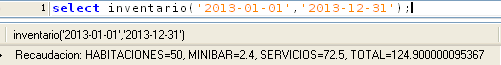 1 select inventario('2013-01-01','2013-12-31');
inventario('2013-01-01','2013-12-31')
Recaudacion: HABITACIONES=50, MINIBAR=2.4, SERVICIOS=72.5, TOTAL=124.900000095367